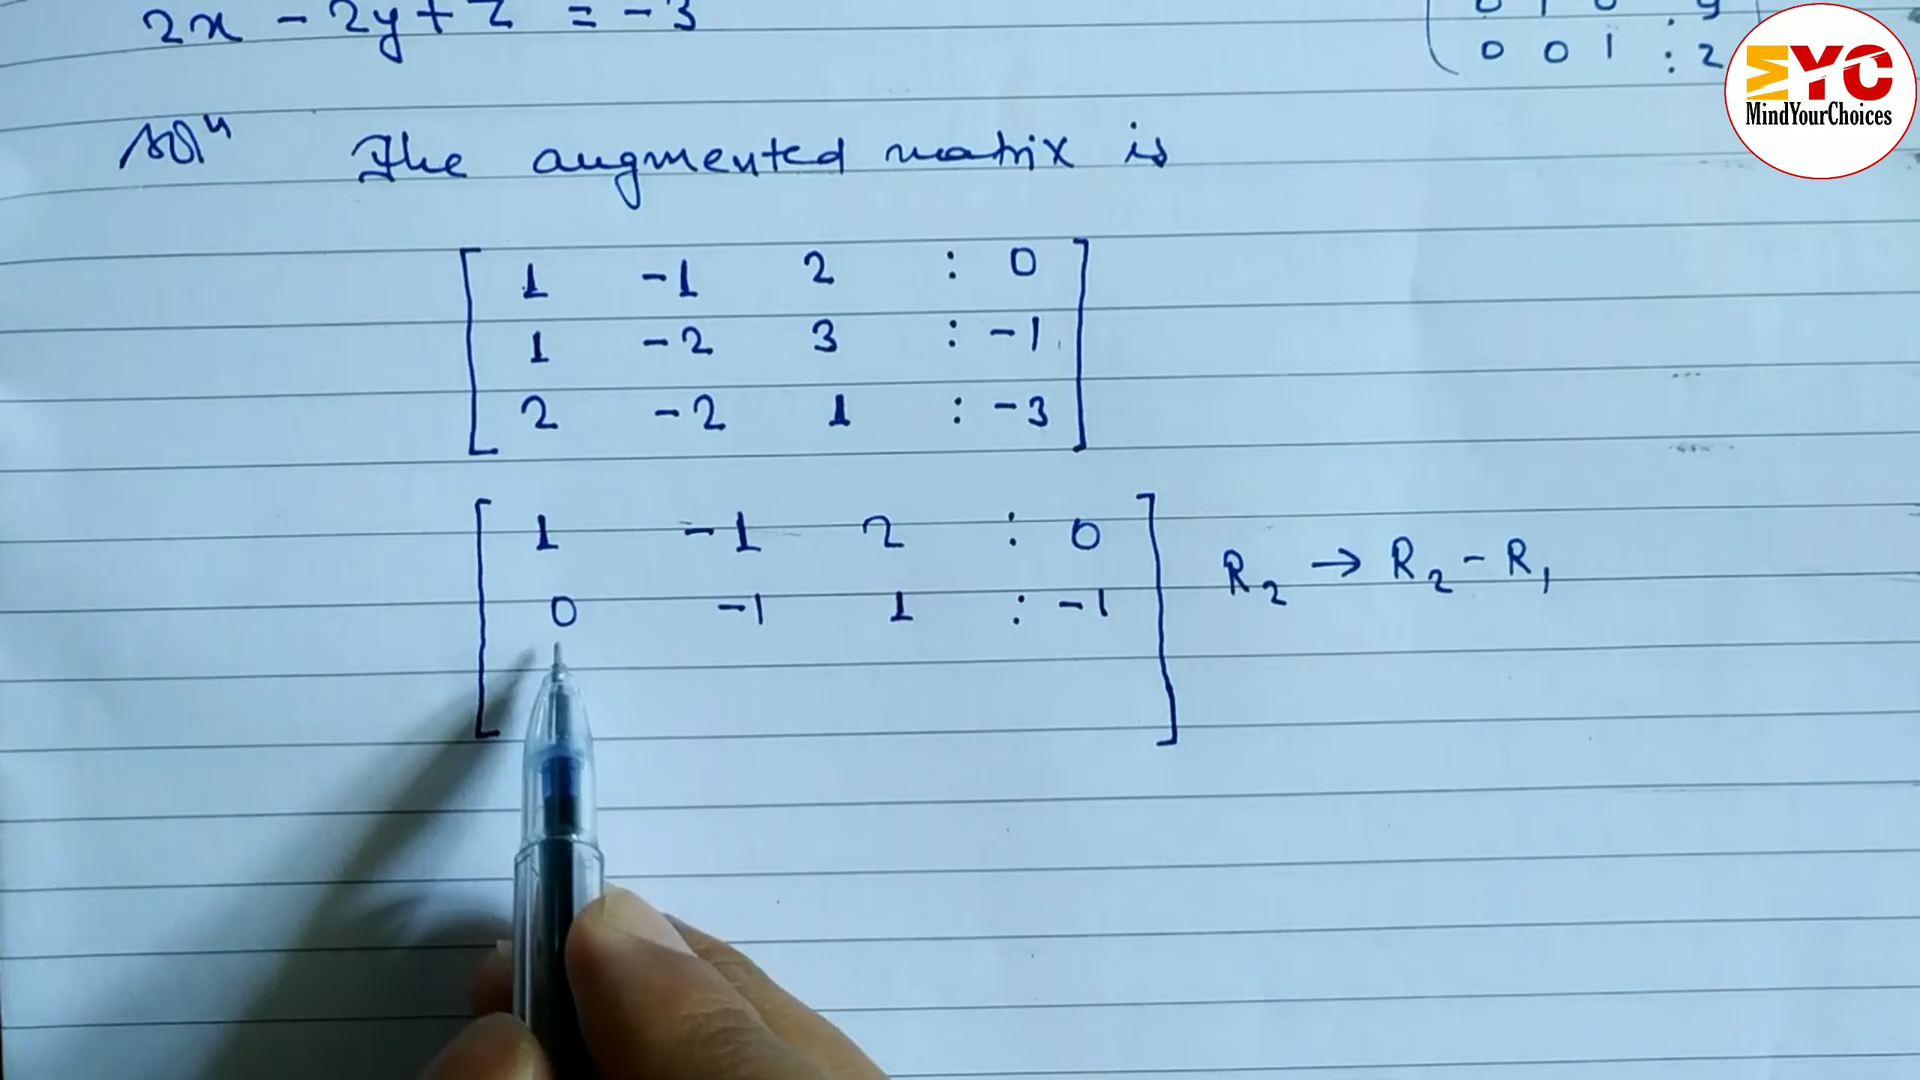 2x - 2y + z = -3
0 0 1 : 2
MYC
MindYourChoices
Solⁿ The augmented matrix is
1 -1 2 : 0
1 -2 3 : -1
2 -2 1 : -3
1 -1 2 : 0
0 -1 1 : -1
R₂ → R₂ - R₁